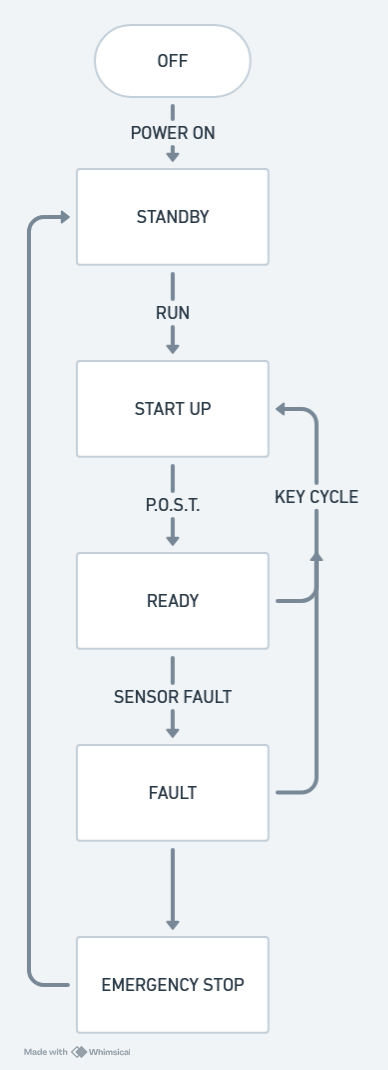 OFF
POWER ON
STANDBY
RUN
START UP
KEY CYCLE
P.O.S.T.
READY
SENSOR FAULT
FAULT
EMERGENCY STOP
Made with Whimsical